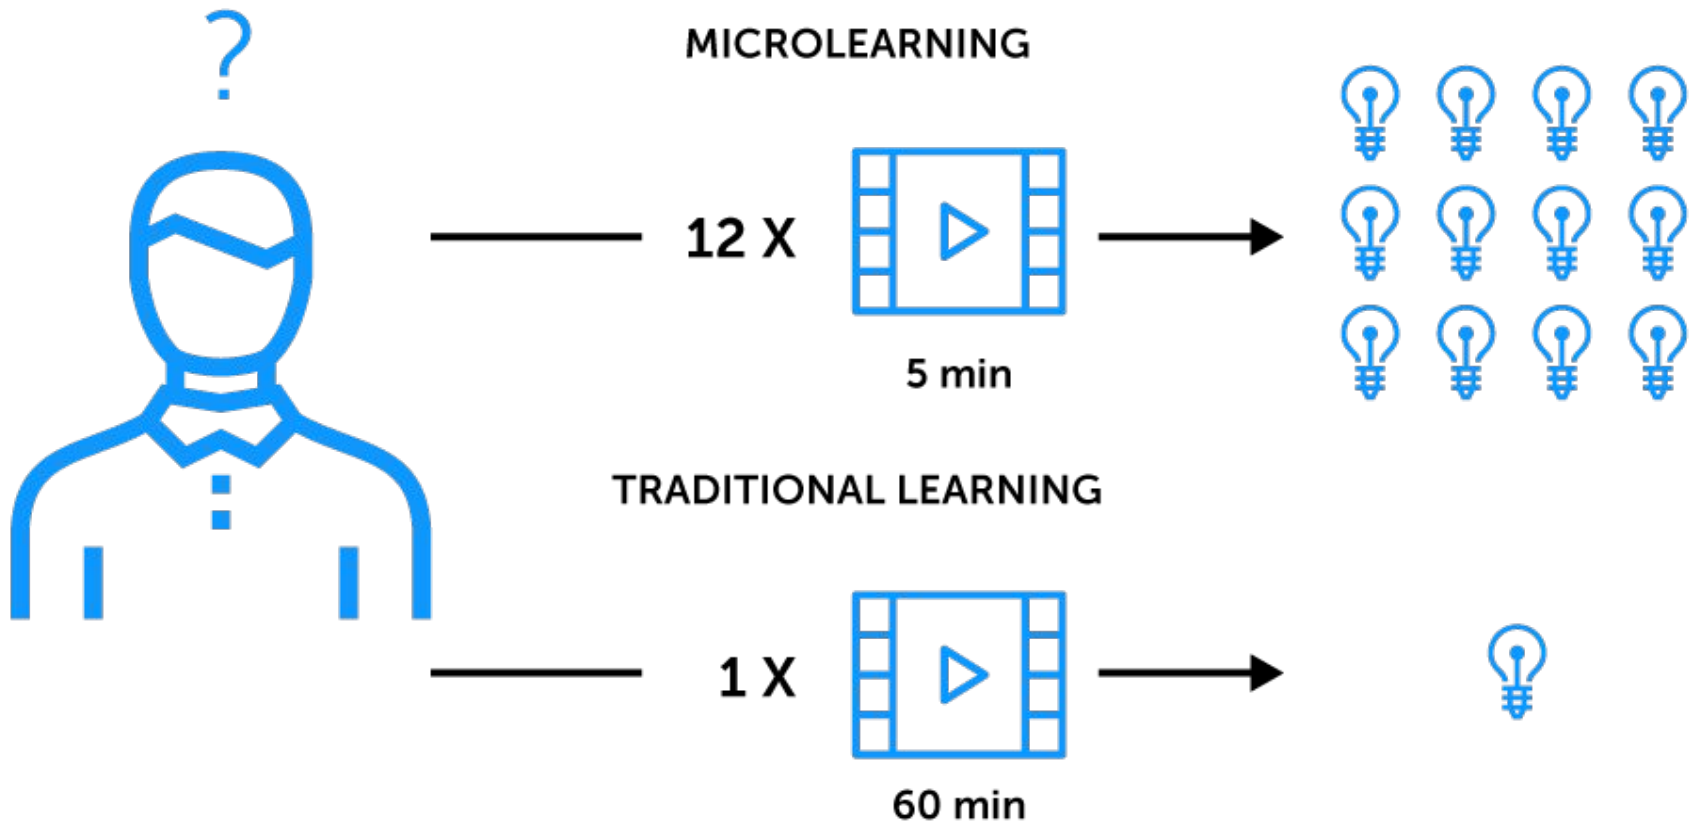 ?
MICROLEARNING
12 X
5 min
TRADITIONAL LEARNING
1 X
60 min